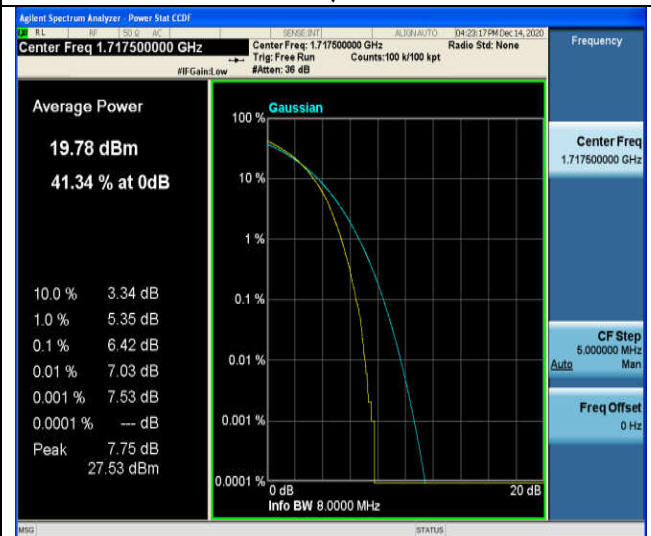 Agilent Spectrum Analyzer - Power Stat CCDF
RL RF 50 Ω AC SENSE:INT ALIGN AUTO 04:23:17 PM Dec 14, 2020
Center Freq 1.717500000 GHz
Center Freq: 1.717500000 GHz Radio Std: None
Trig: Free Run Counts:100 k/100 kpt
#IFGain:Low #Atten: 36 dB
Frequency
Average Power
19.78 dBm
41.34 % at 0dB
10.0 % 3.34 dB
1.0 % 5.35 dB
0.1 % 6.42 dB
0.01 % 7.03 dB
0.001 % 7.53 dB
0.0001 % --- dB
Peak 7.75 dB
27.53 dBm
Gaussian
100 %
10 %
1 %
0.1 %
0.01 %
0.001 %
0.0001 %
0 dB 20 dB
Info BW 8.0000 MHz
Center Freq
1.717500000 GHz
CF Step
5.000000 MHz
Auto Man
Freq Offset
0 Hz
MSG STATUS